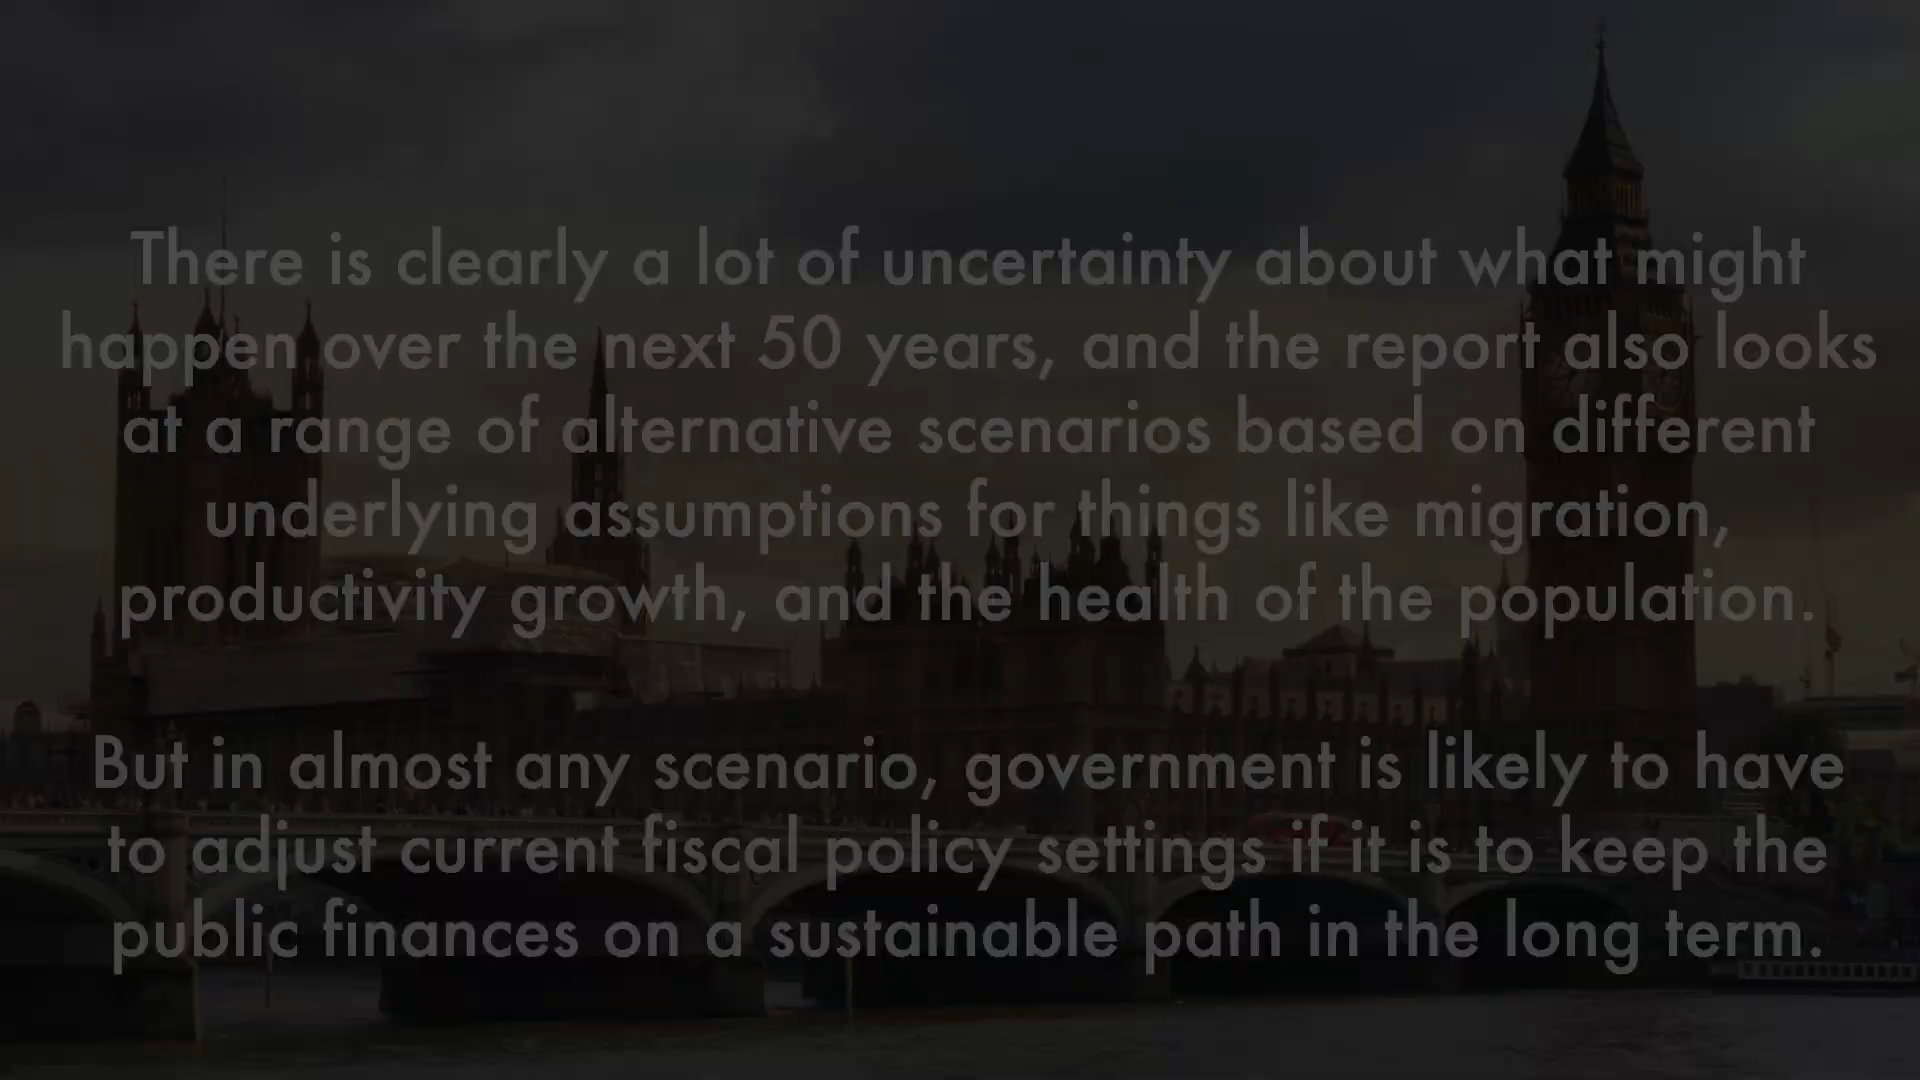 There is clearly a lot of uncertainty about what might
happen over the next 50 years, and the report also looks
at a range of alternative scenarios based on different
underlying assumptions for things like migration,
productivity growth, and the health of the population.
But in almost any scenario, government is likely to have
to adjust current fiscal policy settings if it is to keep the
public finances on a sustainable path in the long term.